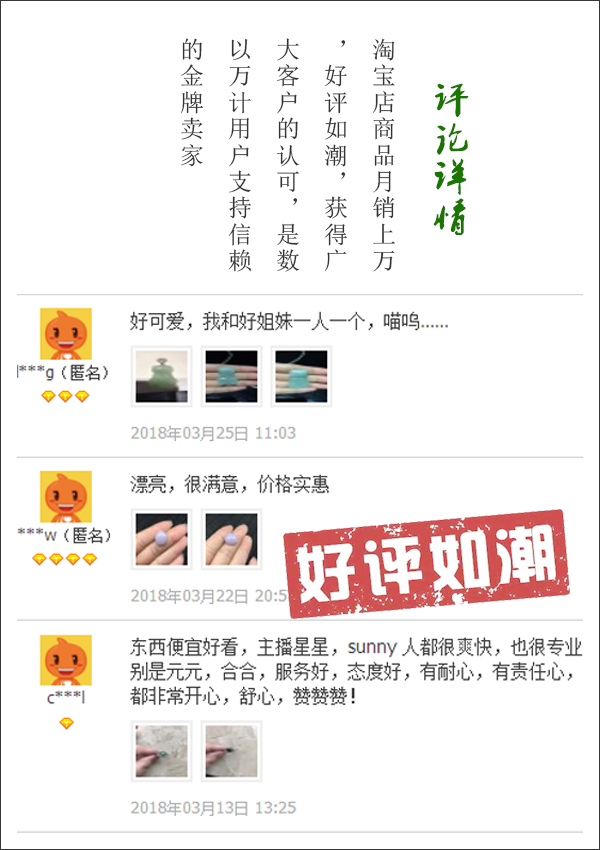 评论详情
淘宝店商品月销上万
，好评如潮，获得广
大客户的认可，是数
以万计用户支持信赖
的金牌卖家
好可爱，我和好姐妹一人一个，喵呜……
l***g（匿名）
2018年03月25日 11:03
漂亮，很满意，价格实惠
***w（匿名）
好评如潮
2018年03月22日 20:5
东西便宜好看，主播星星，sunny 人都很爽快，也很专业
别是元元，合合，服务好，态度好，有耐心，有责任心，
都非常开心，舒心，赞赞赞！
c***l
2018年03月13日 13:25